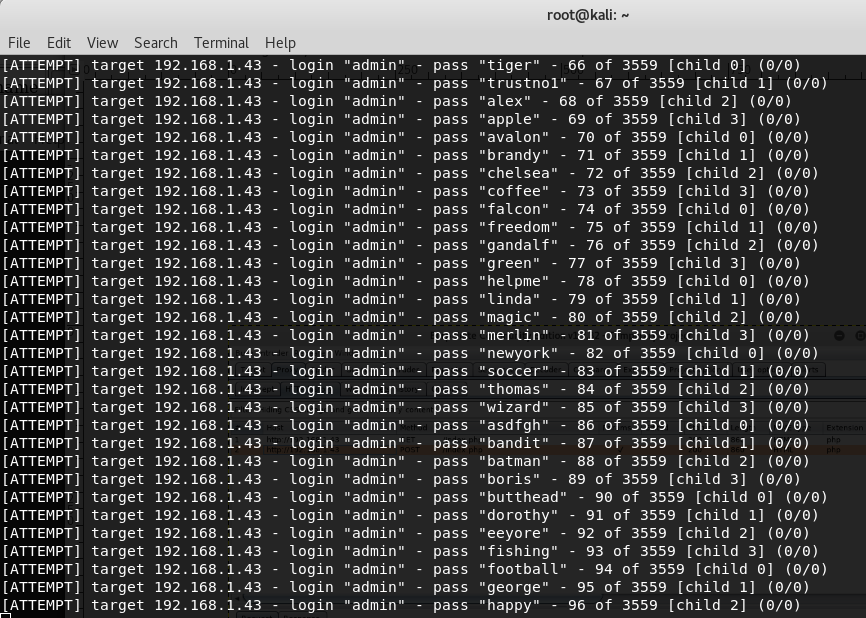 root@kali: ~
File Edit View Search Terminal Help
[ATTEMPT] target 192.168.1.43 - login "admin" - pass "tiger" - 66 of 3559 [child 0] (0/0)
[ATTEMPT] target 192.168.1.43 - login "admin" - pass "trustno1" - 67 of 3559 [child 1] (0/0)
[ATTEMPT] target 192.168.1.43 - login "admin" - pass "alex" - 68 of 3559 [child 2] (0/0)
[ATTEMPT] target 192.168.1.43 - login "admin" - pass "apple" - 69 of 3559 [child 3] (0/0)
[ATTEMPT] target 192.168.1.43 - login "admin" - pass "avalon" - 70 of 3559 [child 0] (0/0)
[ATTEMPT] target 192.168.1.43 - login "admin" - pass "brandy" - 71 of 3559 [child 1] (0/0)
[ATTEMPT] target 192.168.1.43 - login "admin" - pass "chelsea" - 72 of 3559 [child 2] (0/0)
[ATTEMPT] target 192.168.1.43 - login "admin" - pass "coffee" - 73 of 3559 [child 3] (0/0)
[ATTEMPT] target 192.168.1.43 - login "admin" - pass "falcon" - 74 of 3559 [child 0] (0/0)
[ATTEMPT] target 192.168.1.43 - login "admin" - pass "freedom" - 75 of 3559 [child 1] (0/0)
[ATTEMPT] target 192.168.1.43 - login "admin" - pass "gandalf" - 76 of 3559 [child 2] (0/0)
[ATTEMPT] target 192.168.1.43 - login "admin" - pass "green" - 77 of 3559 [child 3] (0/0)
[ATTEMPT] target 192.168.1.43 - login "admin" - pass "helpme" - 78 of 3559 [child 0] (0/0)
[ATTEMPT] target 192.168.1.43 - login "admin" - pass "linda" - 79 of 3559 [child 1] (0/0)
[ATTEMPT] target 192.168.1.43 - login "admin" - pass "magic" - 80 of 3559 [child 2] (0/0)
[ATTEMPT] target 192.168.1.43 - login "admin" - pass "merlin" - 81 of 3559 [child 3] (0/0)
[ATTEMPT] target 192.168.1.43 - login "admin" - pass "newyork" - 82 of 3559 [child 0] (0/0)
[ATTEMPT] target 192.168.1.43 - login "admin" - pass "soccer" - 83 of 3559 [child 1] (0/0)
[ATTEMPT] target 192.168.1.43 - login "admin" - pass "thomas" - 84 of 3559 [child 2] (0/0)
[ATTEMPT] target 192.168.1.43 - login "admin" - pass "wizard" - 85 of 3559 [child 3] (0/0)
[ATTEMPT] target 192.168.1.43 - login "admin" - pass "asdfgh" - 86 of 3559 [child 0] (0/0)
[ATTEMPT] target 192.168.1.43 - login "admin" - pass "bandit" - 87 of 3559 [child 1] (0/0)
[ATTEMPT] target 192.168.1.43 - login "admin" - pass "batman" - 88 of 3559 [child 2] (0/0)
[ATTEMPT] target 192.168.1.43 - login "admin" - pass "boris" - 89 of 3559 [child 3] (0/0)
[ATTEMPT] target 192.168.1.43 - login "admin" - pass "butthead" - 90 of 3559 [child 0] (0/0)
[ATTEMPT] target 192.168.1.43 - login "admin" - pass "dorothy" - 91 of 3559 [child 1] (0/0)
[ATTEMPT] target 192.168.1.43 - login "admin" - pass "eeyore" - 92 of 3559 [child 2] (0/0)
[ATTEMPT] target 192.168.1.43 - login "admin" - pass "fishing" - 93 of 3559 [child 3] (0/0)
[ATTEMPT] target 192.168.1.43 - login "admin" - pass "football" - 94 of 3559 [child 0] (0/0)
[ATTEMPT] target 192.168.1.43 - login "admin" - pass "george" - 95 of 3559 [child 1] (0/0)
[ATTEMPT] target 192.168.1.43 - login "admin" - pass "happy" - 96 of 3559 [child 2] (0/0)